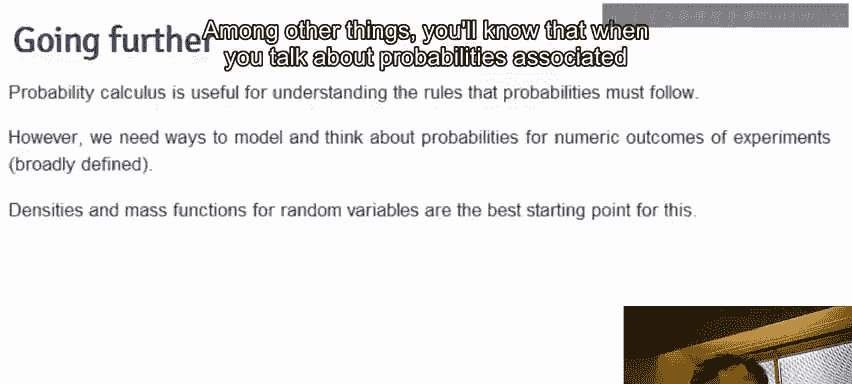 Going further
Among other things, you'll know that when
you talk about probabilities associated
Probability calculus is useful for understanding the rules that probabilities must follow.
However, we need ways to model and think about probabilities for numeric outcomes of experiments
(broadly defined).
Densities and mass functions for random variables are the best starting point for this.